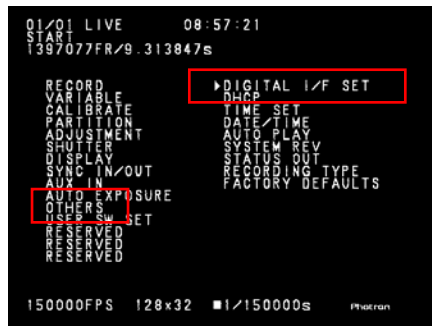 01/01 LIVE 08:57:21
START
1397077FR/9.313847s
RECORD
VARIABLE
CALIBRATE
PARTITION
ADJUSTMENT
SHUTTER
DISPLAY
SYNC IN/OUT
AUX IN
AUTO EXPOSURE
OTHERS
USER SW SET
RESERVED
RESERVED
RESERVED
▶DIGITAL I/F SET
DHCP
TIME SET
DATE/TIME
AUTO PLAY
SYSTEM REV
STATUS OUT
RECORDING TYPE
FACTORY DEFAULTS
150000FPS 128x32 ■1/150000s Photron